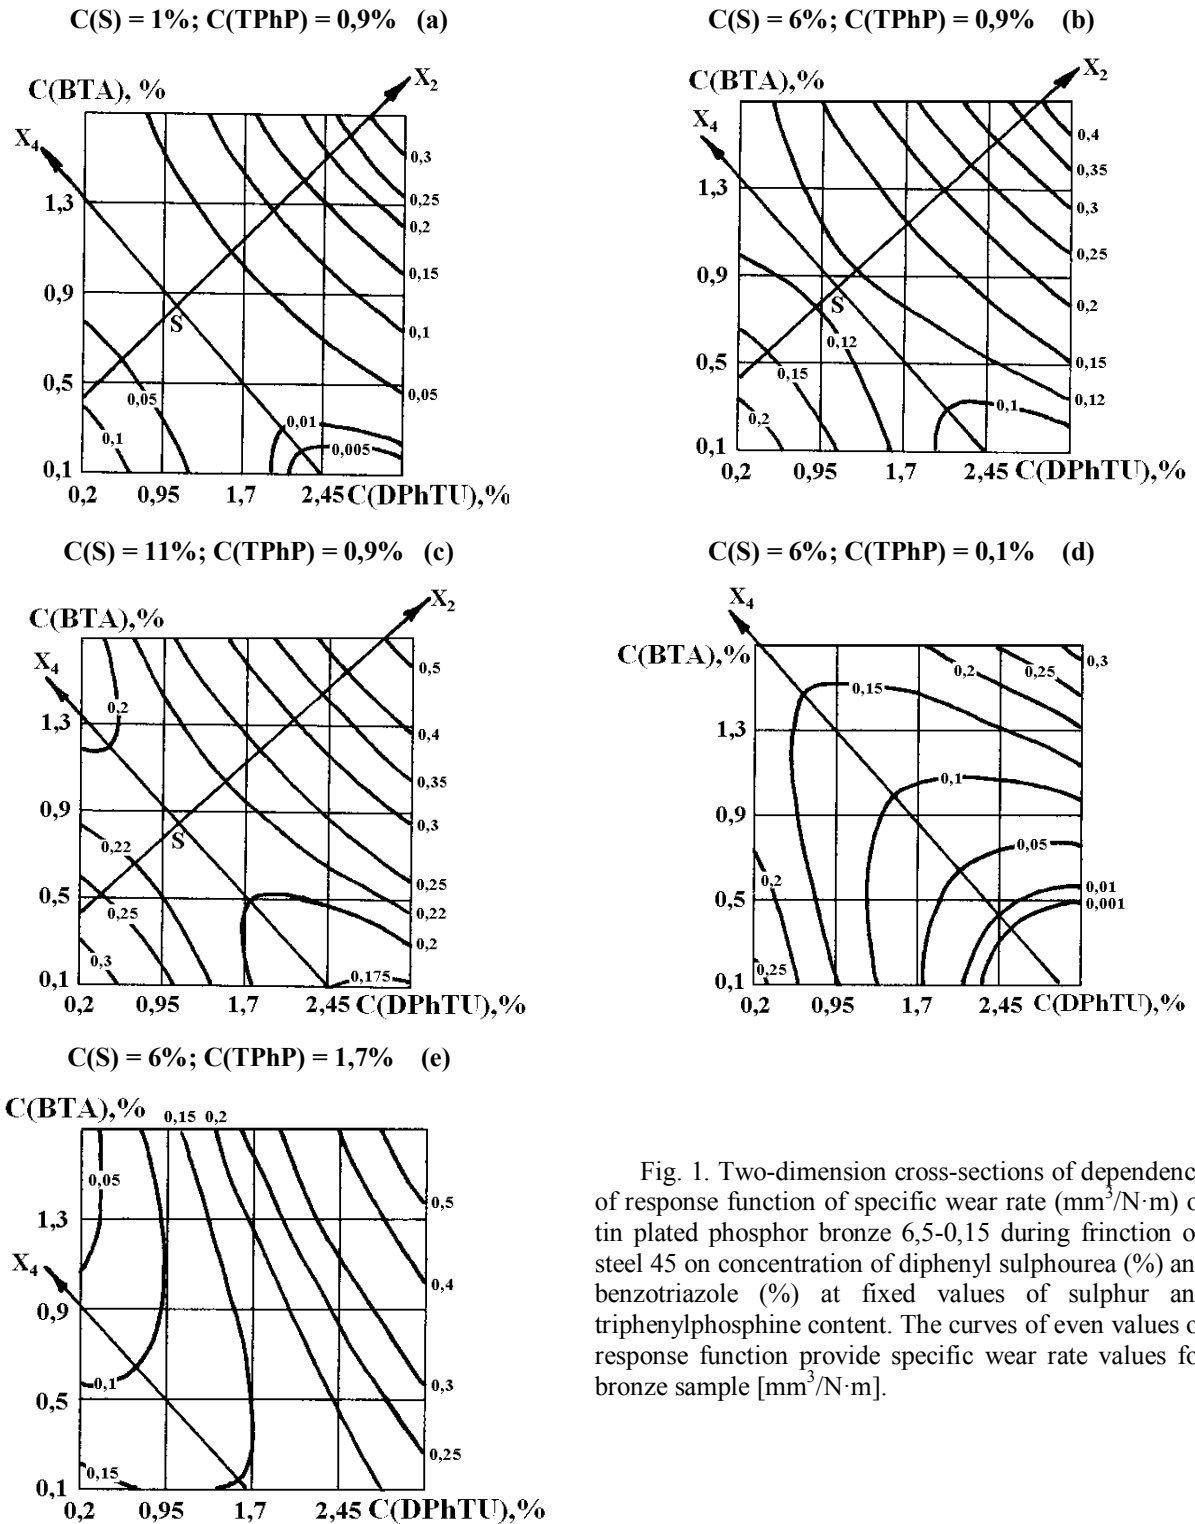 C(S) = 1%; C(TPhP) = 0,9% (a)
C(BTA), %
X₂
X₄
0,3
1,3
0,25
0,2
0,15
0,9
S
0,1
0,5
0,05
0,05
0,01
0,1
0,005
0,1
0,2 0,95 1,7 2,45 C(DPhTU),%
C(S) = 6%; C(TPhP) = 0,9% (b)
X₂
C(BTA),%
X₄
0,4
0,35
1,3
0,3
0,25
0,9
S
0,2
0,12
0,5
0,15
0,15
0,12
0,1
0,2
0,1
0,2 0,95 1,7 2,45 C(DPhTU),%
C(S) = 11%; C(TPhP) = 0,9% (c)
X₂
C(BTA),%
X₄
0,5
0,2
1,3
0,4
0,35
0,9
0,3
S
0,22
0,25
0,5
0,25
0,22
0,2
0,3
0,175
0,1
0,2 0,95 1,7 2,45 C(DPhTU),%
C(S) = 6%; C(TPhP) = 0,1% (d)
X₄
C(BTA),%
0,2
0,25
0,3
0,15
1,3
0,1
0,9
0,05
0,2
0,01
0,5
0,001
0,25
0,1
0,2 0,95 1,7 2,45 C(DPhTU),%
C(S) = 6%; C(TPhP) = 1,7% (e)
C(BTA),%
0,15 0,2
0,05
0,5
1,3
X₄
0,4
0,9
0,1
0,3
0,5
0,25
0,15
0,1
0,2 0,95 1,7 2,45 C(DPhTU),%
Fig. 1. Two-dimension cross-sections of dependenc
of response function of specific wear rate (mm³/N·m) o
tin plated phosphor bronze 6,5-0,15 during frinction o
steel 45 on concentration of diphenyl sulphourea (%) an
benzotriazole (%) at fixed values of sulphur an
triphenylphosphine content. The curves of even values o
response function provide specific wear rate values fo
bronze sample [mm³/N·m].